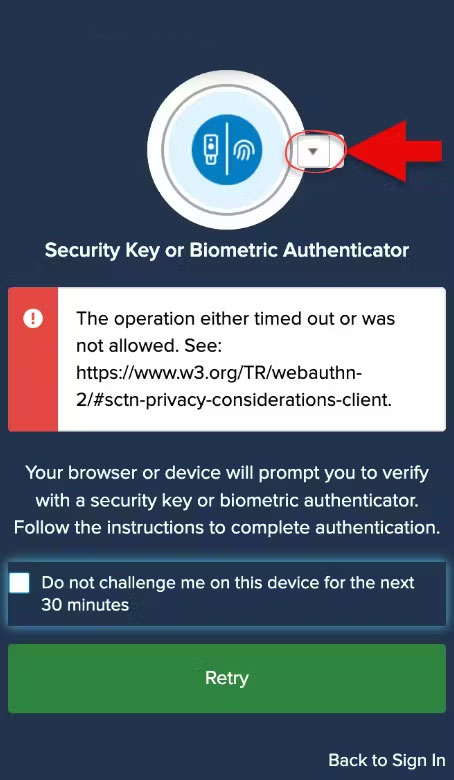 Security Key or Biometric Authenticator
The operation either timed out or was
not allowed. See:
https://www.w3.org/TR/webauthn-
2/#sctn-privacy-considerations-client.
Your browser or device will prompt you to verify
with a security key or biometric authenticator.
Follow the instructions to complete authentication.
Do not challenge me on this device for the next
30 minutes
Retry
Back to Sign In